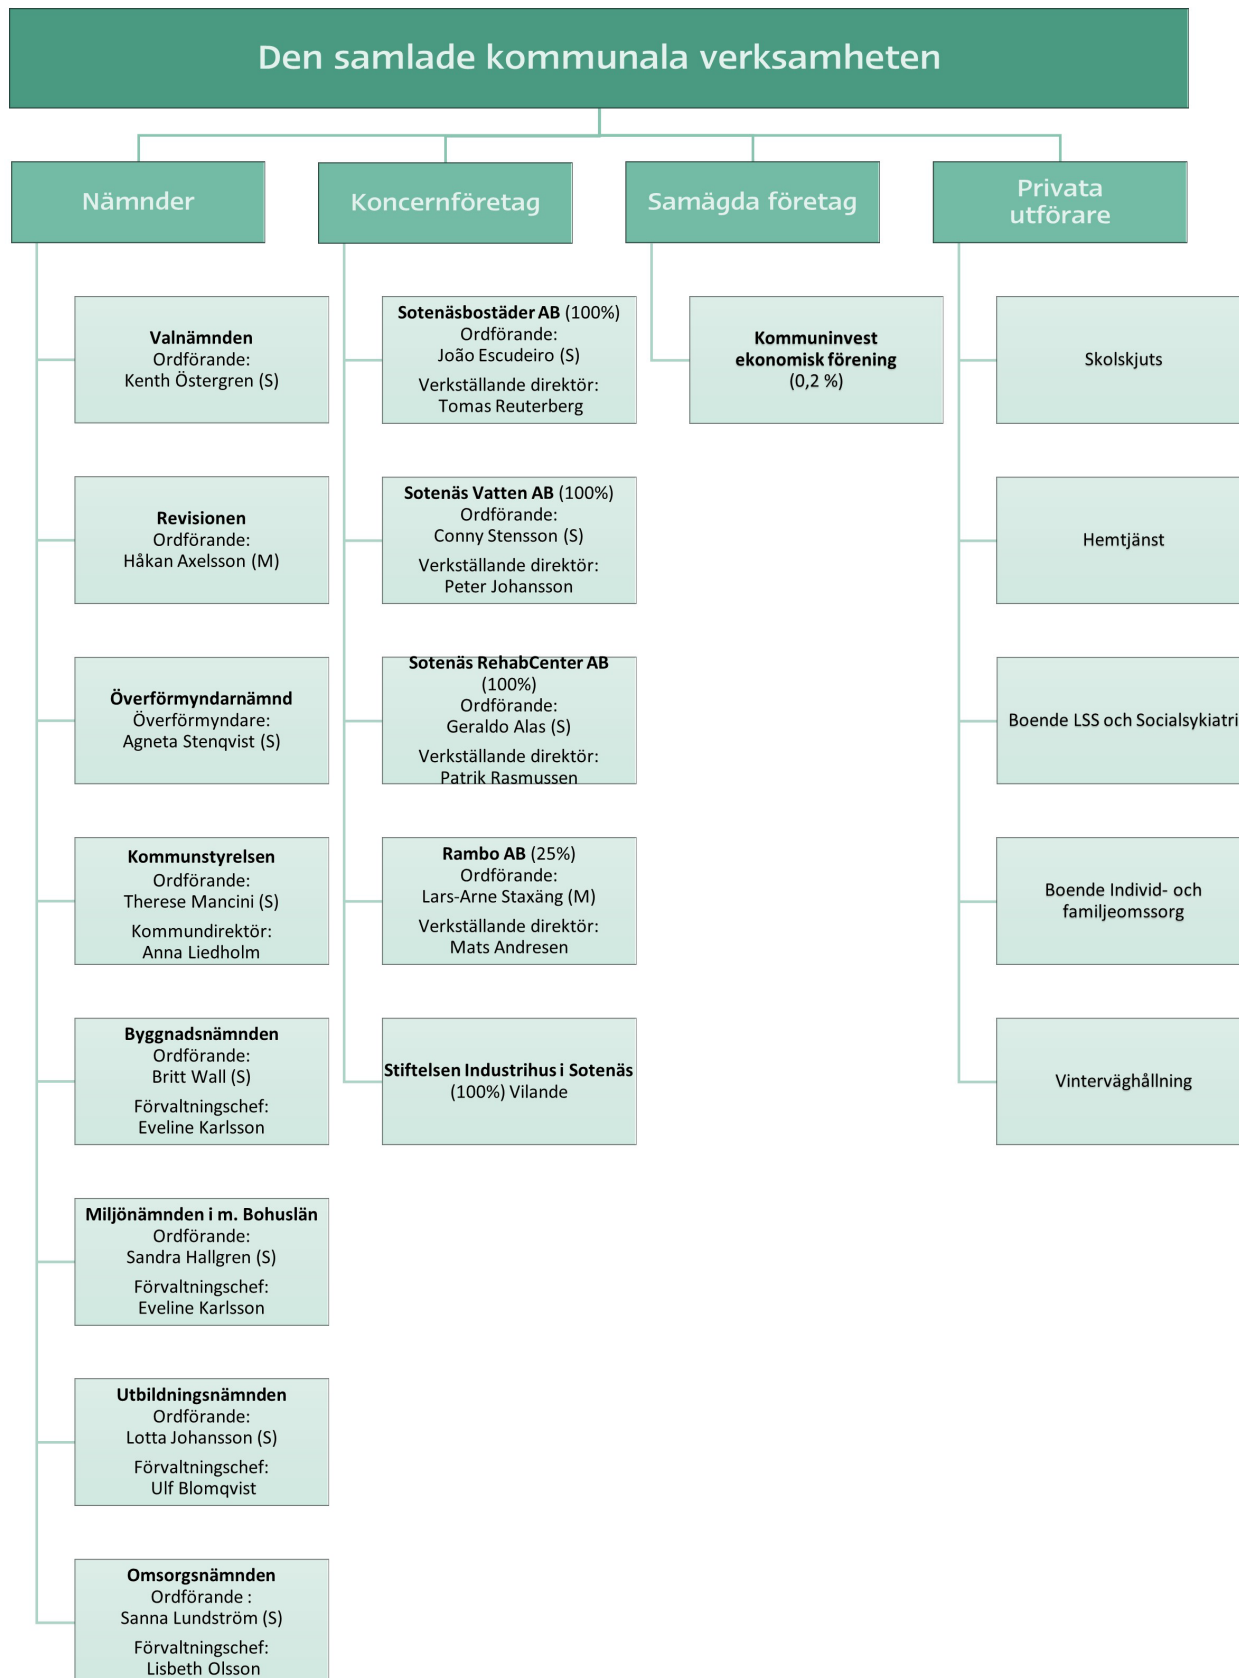 Den samlade kommunala verksamheten
Nämnder
Valnämnden
Ordförande:
Kenth Östergren (S)
Revisionen
Ordförande:
Håkan Axelsson (M)
Överförmyndarnämnd
Överförmyndare:
Agneta Stenqvist (S)
Kommunstyrelsen
Ordförande:
Therese Mancini (S)
Kommundirektör:
Anna Liedholm
Byggnadsnämnden
Ordförande:
Britt Wall (S)
Förvaltningschef:
Eveline Karlsson
Miljönämnden i m. Bohuslän
Ordförande:
Sandra Hallgren (S)
Förvaltningschef:
Eveline Karlsson
Utbildningsnämnden
Ordförande:
Lotta Johansson (S)
Förvaltningschef:
Ulf Blomqvist
Omsorgsnämnden
Ordförande :
Sanna Lundström (S)
Förvaltningschef:
Lisbeth Olsson
Koncernföretag
Sotenäsbostäder AB (100%)
Ordförande:
João Escudeiro (S)
Verkställande direktör:
Tomas Reuterberg
Sotenäs Vatten AB (100%)
Ordförande:
Conny Stensson (S)
Verkställande direktör:
Peter Johansson
Sotenäs RehabCenter AB
(100%)
Ordförande:
Geraldo Alas (S)
Verkställande direktör:
Patrik Rasmussen
Rambo AB (25%)
Ordförande:
Lars-Arne Staxäng (M)
Verkställande direktör:
Mats Andresen
Stiftelsen Industrihus i Sotenäs
(100%) Vilande
Samägda företag
Kommuninvest
ekonomisk förening
(0,2 %)
Privata
utförare
Skolskjuts
Hemtjänst
Boende LSS och Socialsykiatri
Boende Individ- och
familjeomssorg
Vinterväghållning